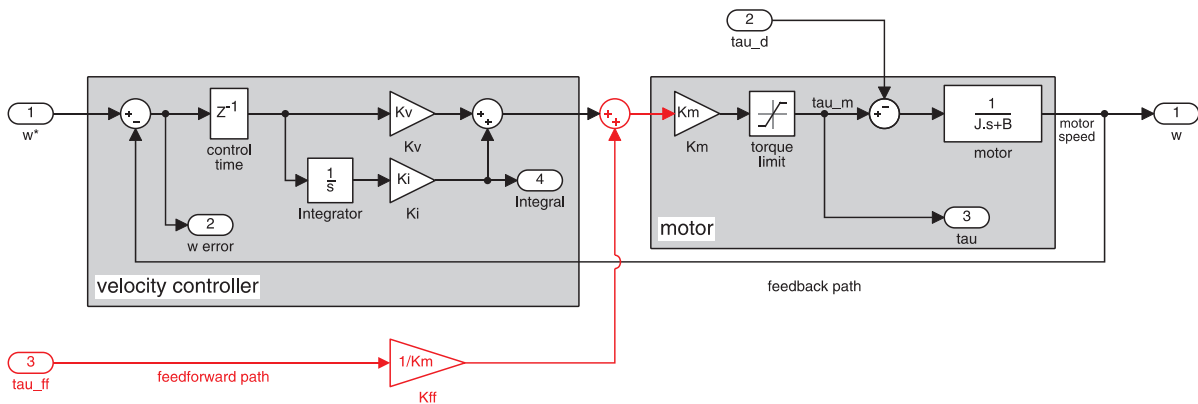 2
tau_d
1
w*
+
-
Z-1
control
time
Kv
Kv
+
+
+
+
Km
Km
torque
limit
tau_m
+
-
1
J.s+B
motor
motor
speed
1
w
1
s
Integrator
Ki
Ki
4
Integral
2
w error
3
tau
motor
velocity controller
feedback path
3
tau_ff
feedforward path
1/Km
Kff